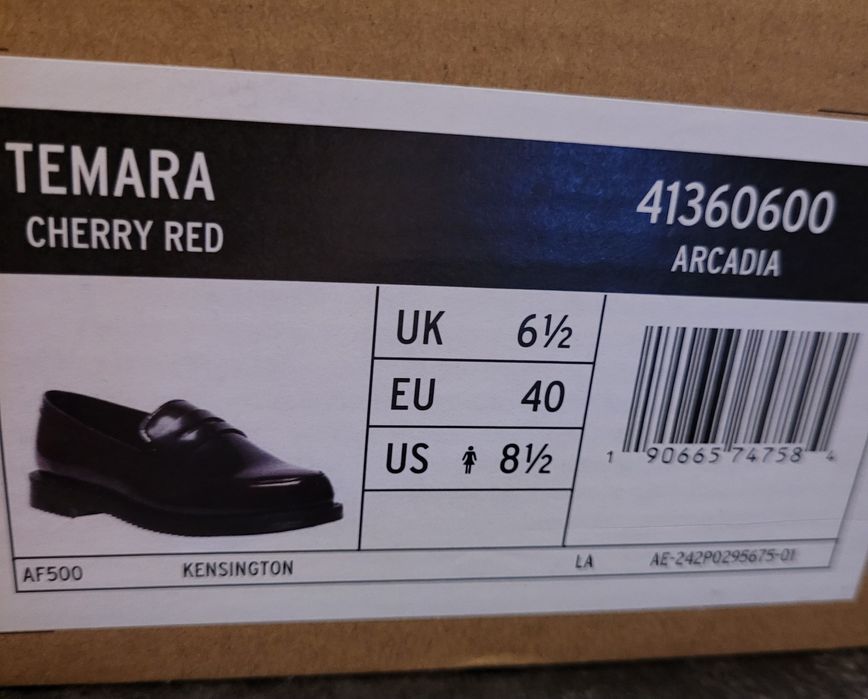 TEMARA
CHERRY RED
41360600
ARCADIA
UK 6½
EU 40
US 8½
1 90665 74758 4
AF500 KENSINGTON LA AE-242P0295675-01